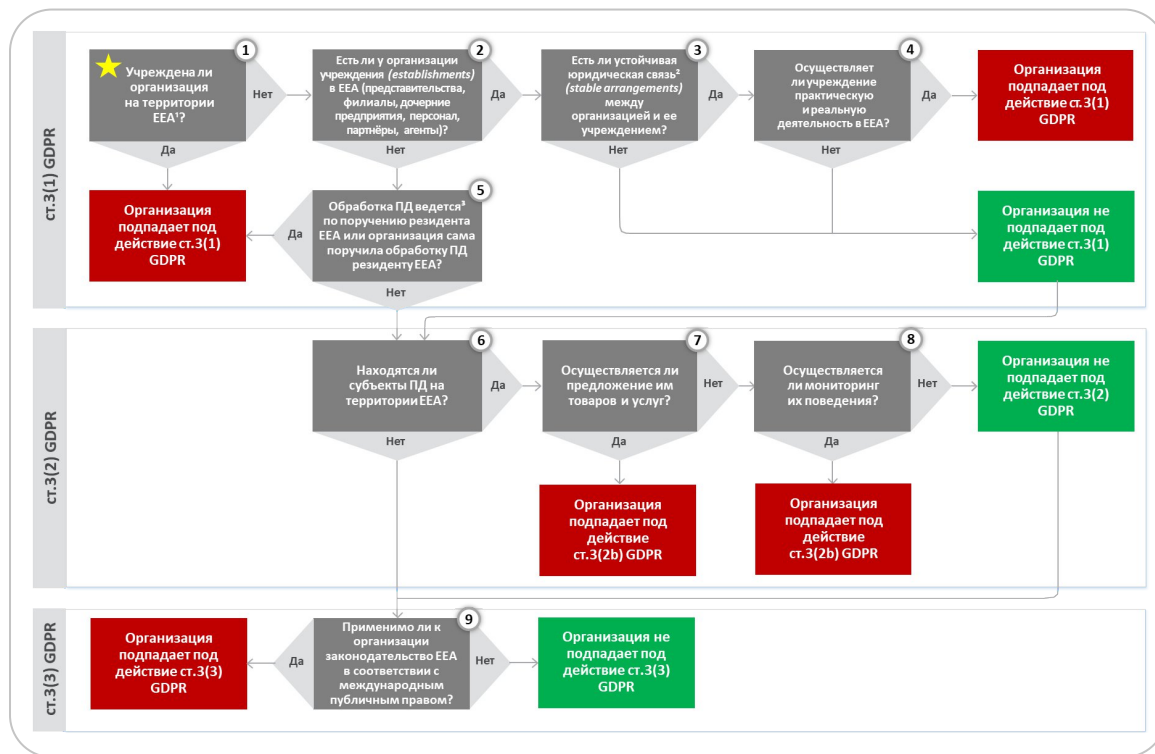 ст.3(1) GDPR
1
Учреждена ли
организация
на территории
EEA¹?
Нет
Да
2
Есть ли у организации
учреждения (establishments)
в EEA (представительства,
филиалы, дочерние
предприятия, персонал,
партнёры, агенты)?
Да
Нет
3
Есть ли устойчивая
юридическая связь²
(stable arrangements)
между
организацией и ее
учреждением?
Да
Нет
4
Осуществляет
ли учреждение
практическую
и реальную
деятельность в EEA?
Да
Нет
Организация
подпадает под
действие ст.3(1)
GDPR
Организация
подпадает под
действие ст.3(1)
GDPR
Да
5
Обработка ПД ведется³
по поручению резидента
EEA или организация сама
поручила обработку ПД
резиденту EEA?
Нет
Организация не
подпадает под
действие ст.3(1)
GDPR
ст.3(2) GDPR
6
Находятся ли
субъекты ПД на
территории EEA?
Да
Нет
7
Осуществляется ли
предложение им
товаров и услуг?
Нет
Да
8
Осуществляется
ли мониторинг
их поведения?
Нет
Да
Организация не
подпадает под
действие ст.3(2)
GDPR
Организация
подпадает под
действие
ст.3(2b) GDPR
Организация
подпадает под
действие
ст.3(2b) GDPR
ст.3(3) GDPR
Организация
подпадает под
действие ст.3(3)
GDPR
Да
9
Применимо ли к
организации
законодательство EEA
в соответствии с
международным
публичным правом?
Нет
Организация не
подпадает под
действие ст.3(3)
GDPR